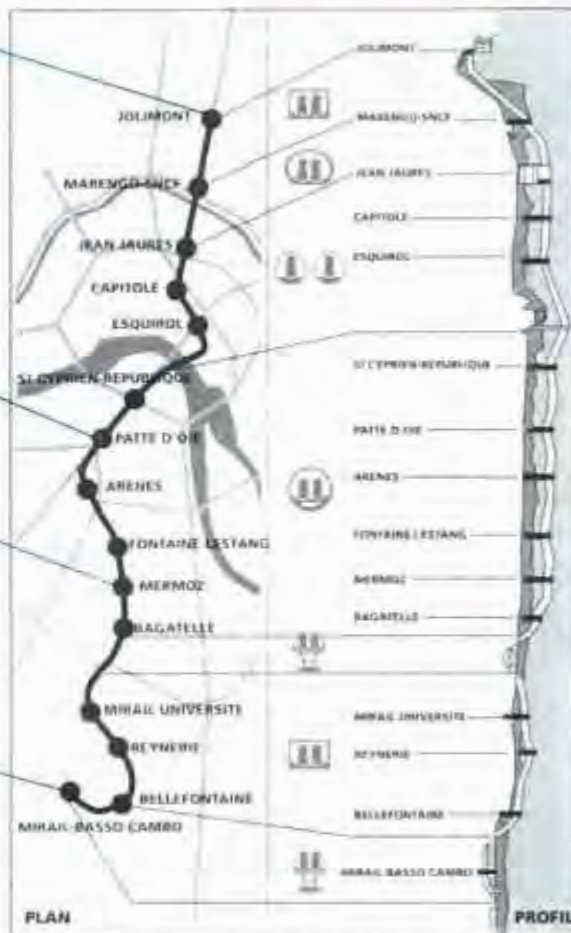 JOLIMONT
MARENGO-SNCF
JEAN JAURES
CAPITOLE
ESQUIROL
ST CYPRIEN-REPUBLIQUE
PATTE D'OIE
ARENES
FONTAINE LESTANG
MERMOZ
BAGATELLE
MIRAIL UNIVERSITE
REYNERIE
BELLEFONTAINE
MIRAIL-BASSO CAMBO
PLAN
JOLIMONT
MARENGO-SNCF
JEAN JAURES
CAPITOLE
ESQUIROL
ST CYPRIEN-REPUBLIQUE
PATTE D'OIE
ARENES
FONTAINE LESTANG
MERMOZ
BAGATELLE
MIRAIL UNIVERSITE
REYNERIE
BELLEFONTAINE
MIRAIL BASSO CAMBO
PROFIL